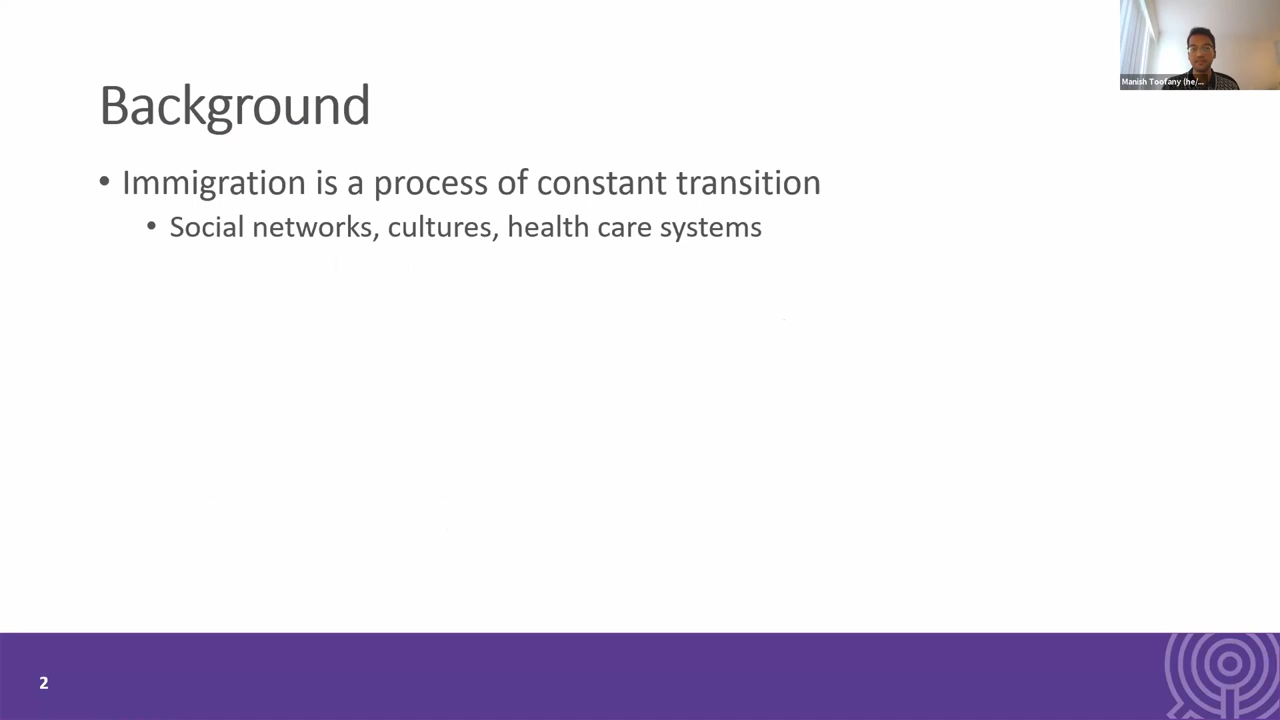 Manish Toofany (he/...
Background
• Immigration is a process of constant transition
• Social networks, cultures, health care systems
2